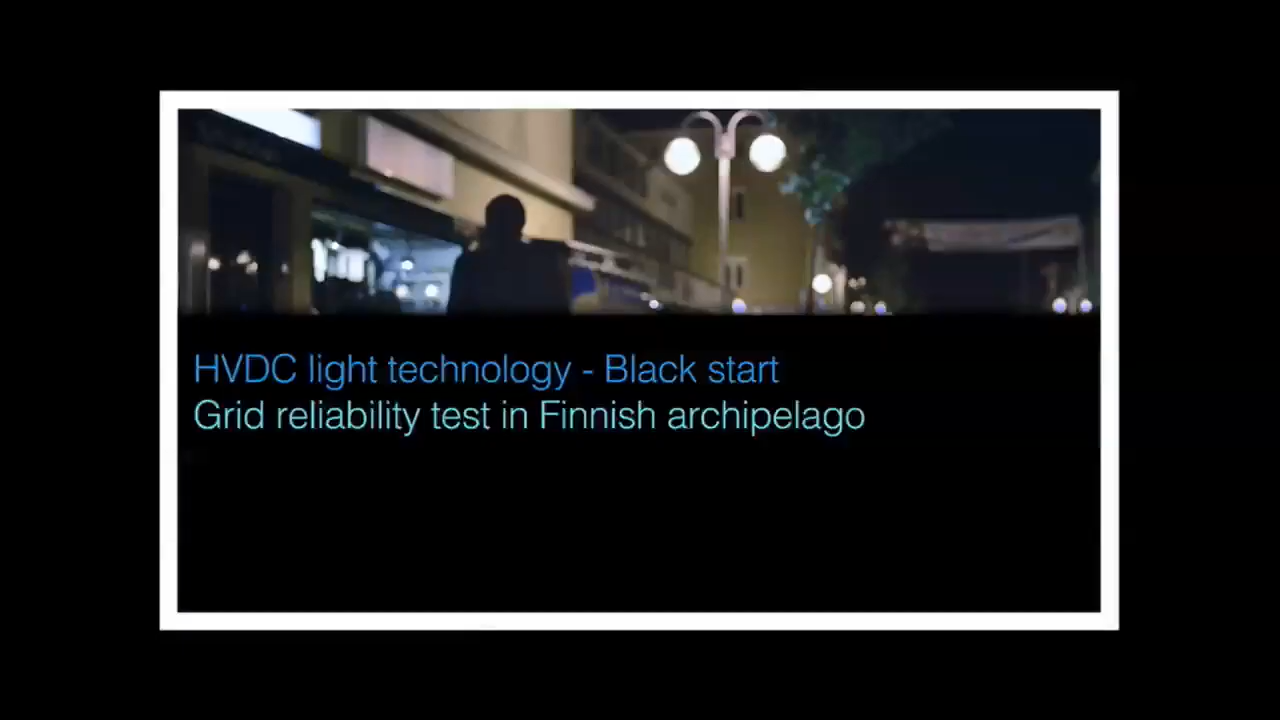 HVDC light technology - Black start
Grid reliability test in Finnish archipelago